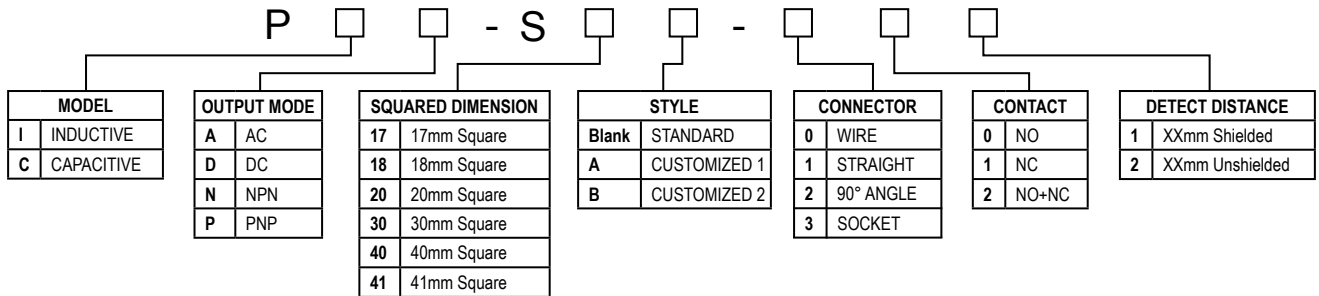 P - S -
MODEL
I INDUCTIVE
C CAPACITIVE
OUTPUT MODE
A AC
D DC
N NPN
P PNP
SQUARED DIMENSION
17 17mm Square
18 18mm Square
20 20mm Square
30 30mm Square
40 40mm Square
41 41mm Square
STYLE
Blank STANDARD
A CUSTOMIZED 1
B CUSTOMIZED 2
CONNECTOR
0 WIRE
1 STRAIGHT
2 90° ANGLE
3 SOCKET
CONTACT
0 NO
1 NC
2 NO+NC
DETECT DISTANCE
1 XXmm Shielded
2 XXmm Unshielded